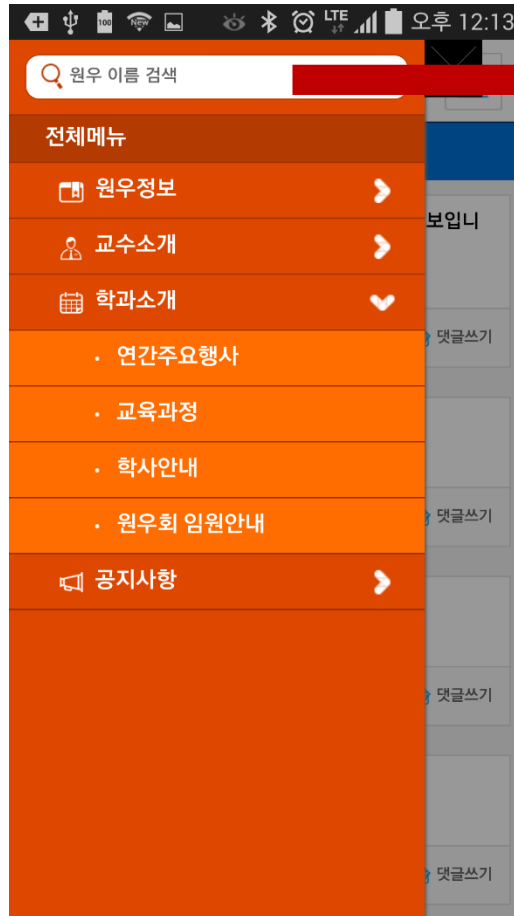 100 New LTE 오후 12:13
원우 이름 검색
전체메뉴
원우정보
보입니
교수소개
학과소개
댓글쓰기
· 연간주요행사
· 교육과정
· 학사안내
· 원우회 임원안내
댓글쓰기
공지사항
댓글쓰기
댓글쓰기